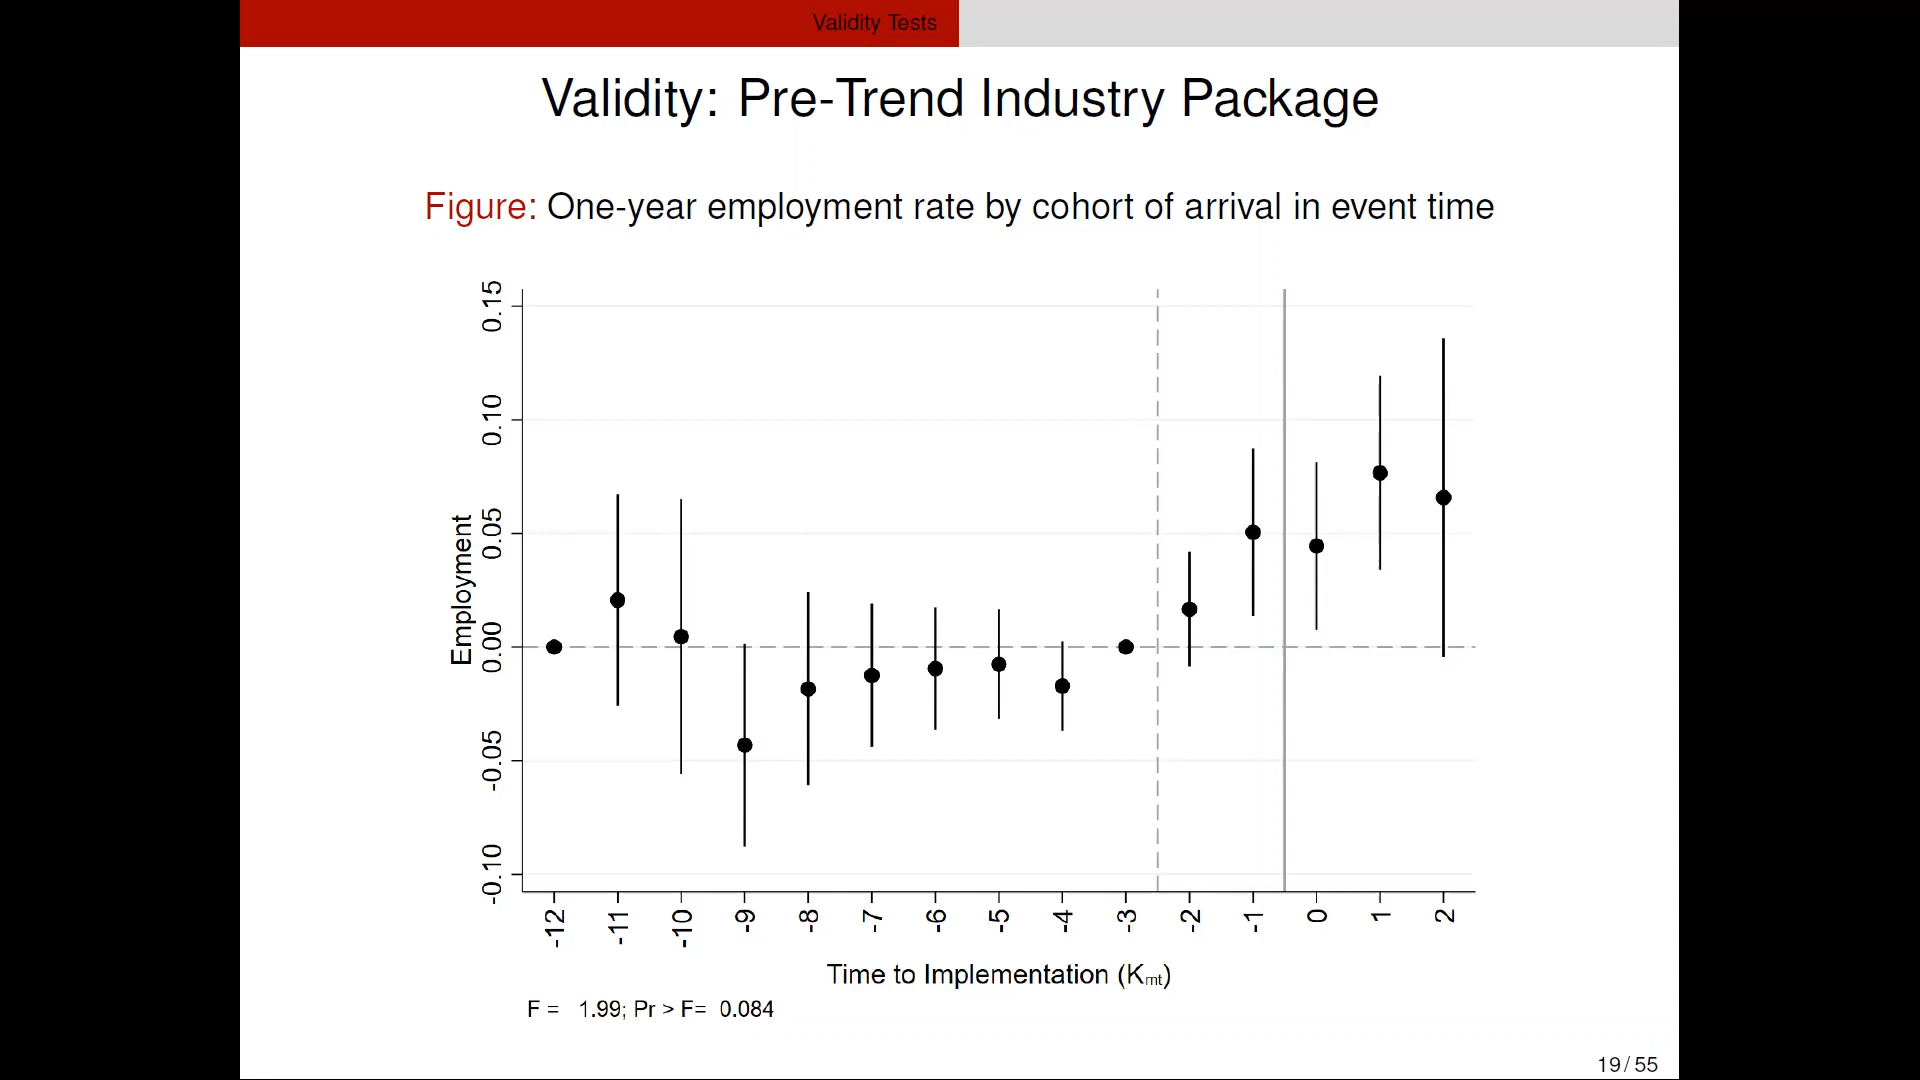 Validity Tests
Validity: Pre-Trend Industry Package
Figure: One-year employment rate by cohort of arrival in event time
Employment
0.15
0.10
0.05
0.00
-0.05
-0.10
-12 -11 -10 -9 -8 -7 -6 -5 -4 -3 -2 -1 0 1 2
Time to Implementation (Kmt)
F = 1.99; Pr > F= 0.084
19/55